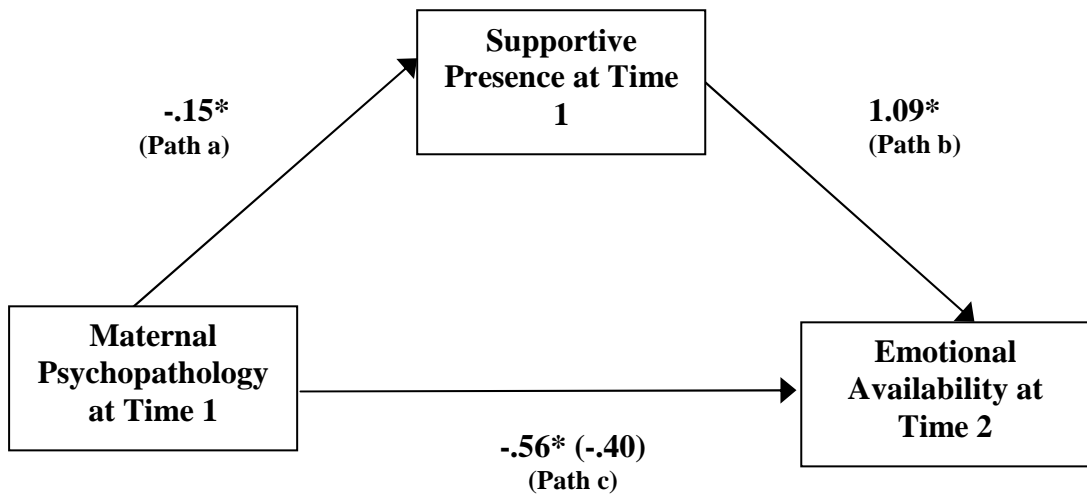 Supportive
Presence at Time
1
-.15*
(Path a)
1.09*
(Path b)
Maternal
Psychopathology
at Time 1
Emotional
Availability at
Time 2
-.56* (-.40)
(Path c)